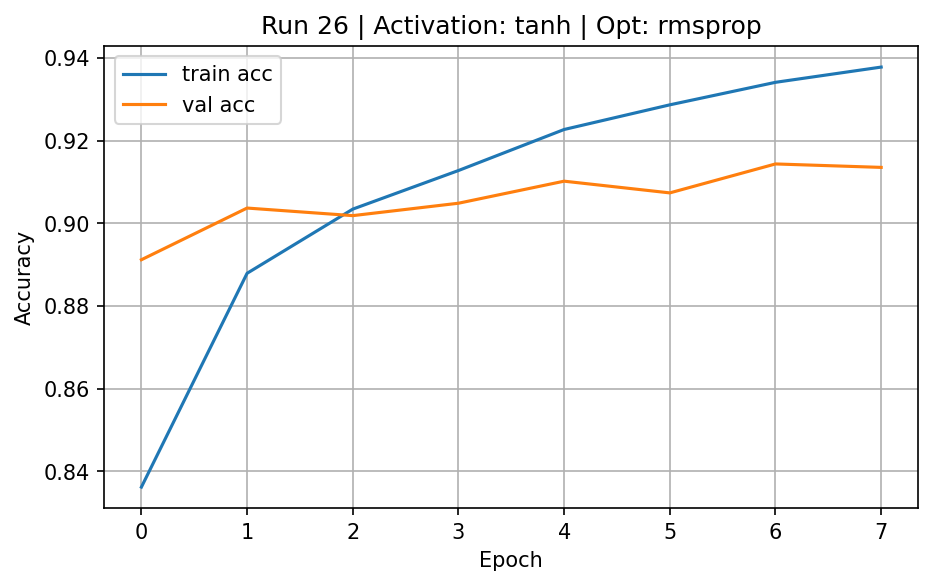 Run 26 | Activation: tanh | Opt: rmsprop
train acc
val acc
0.94
0.92
0.90
0.88
0.86
0.84
Accuracy
0 1 2 3 4 5 6 7
Epoch